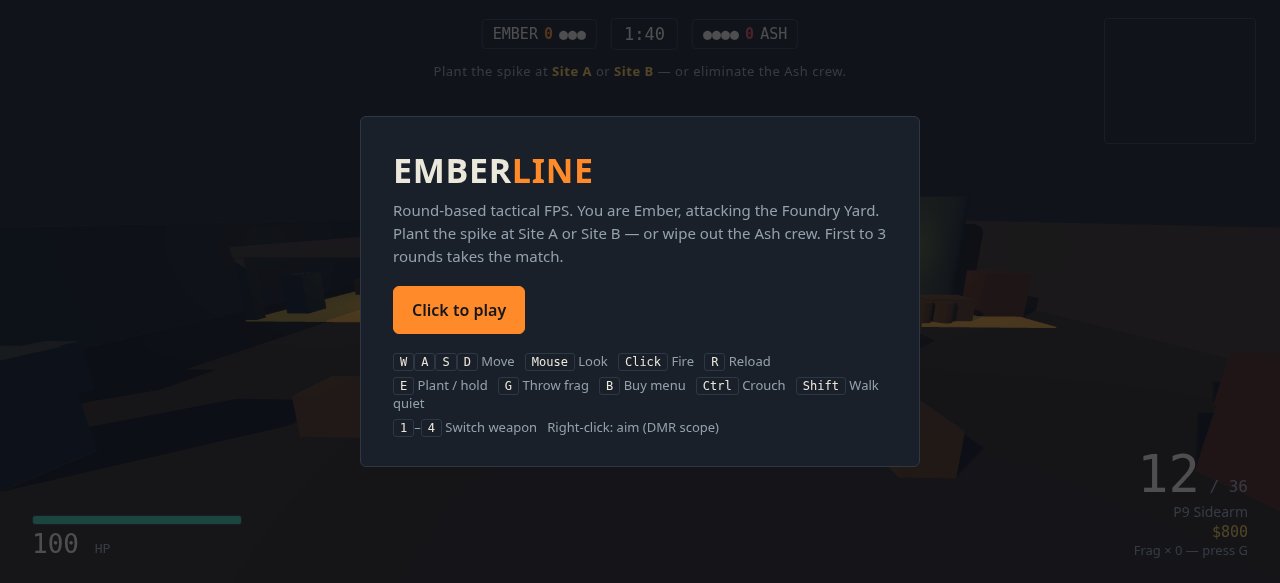 EMBER 0 ●●● 1:40 ●●●● 0 ASH
Plant the spike at Site A or Site B — or eliminate the Ash crew.
EMBERLINE
Round-based tactical FPS. You are Ember, attacking the Foundry Yard.
Plant the spike at Site A or Site B — or wipe out the Ash crew. First to 3
rounds takes the match.
Click to play
W A S D Move Mouse Look Click Fire R Reload
E Plant / hold G Throw frag B Buy menu Ctrl Crouch Shift Walk
quiet
1–4 Switch weapon Right-click: aim (DMR scope)
12 / 36
P9 Sidearm
$800
Frag × 0 — press G
100 HP